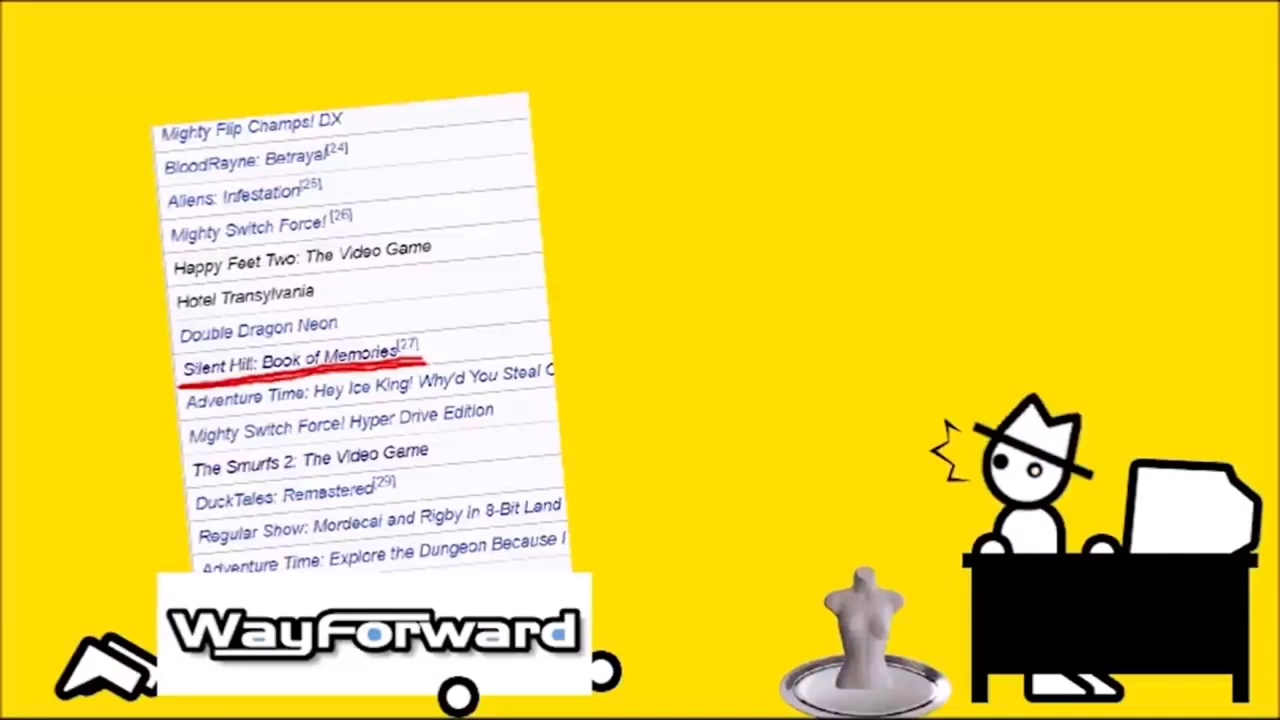 Mighty Flip Champs! DX
BloodRayne: Betrayal[24]
Aliens: Infestation[25]
Mighty Switch Force! [26]
Happy Feet Two: The Video Game
Hotel Transylvania
Double Dragon Neon
Silent Hill: Book of Memories[27]
Adventure Time: Hey Ice King! Why'd You Steal O
Mighty Switch Force! Hyper Drive Edition
The Smurfs 2: The Video Game
DuckTales: Remastered[29]
Regular Show: Mordecai and Rigby in 8-Bit Land
Adventure Time: Explore the Dungeon Because I
WayForward